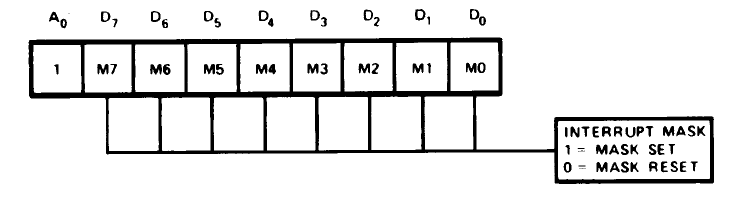 A0 D7 D6 D5 D4 D3 D2 D1 D0
1 M7 M6 M5 M4 M3 M2 M1 M0
INTERRUPT MASK
1 = MASK SET
0 = MASK RESET